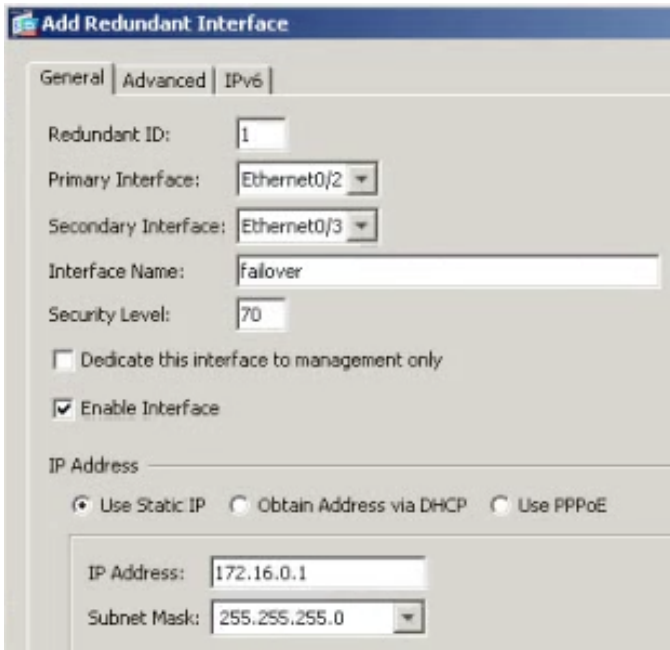 Add Redundant Interface
General Advanced IPv6
Redundant ID: 1
Primary Interface: Ethernet0/2
Secondary Interface: Ethernet0/3
Interface Name: failover
Security Level: 70
Dedicate this interface to management only
Enable Interface
IP Address
Use Static IP Obtain Address via DHCP Use PPPoE
IP Address: 172.16.0.1
Subnet Mask: 255.255.255.0